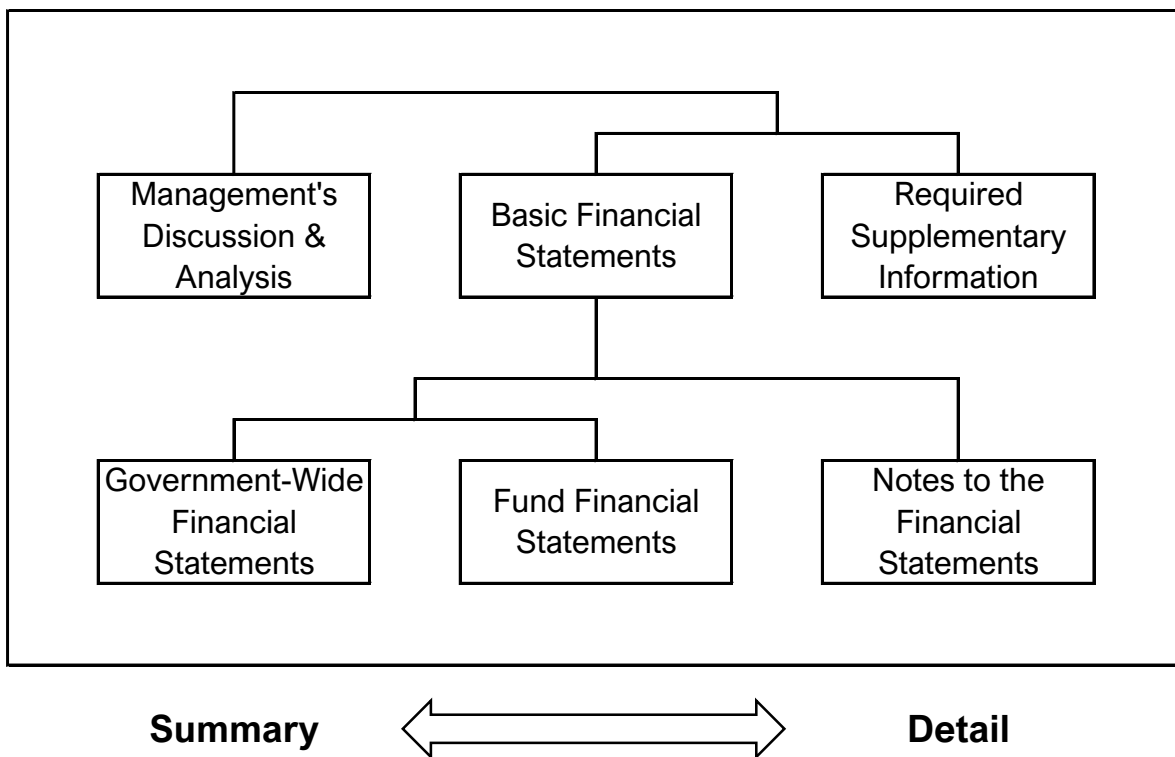 Management's
Discussion &
Analysis
Basic Financial
Statements
Required
Supplementary
Information
Government-Wide
Financial
Statements
Fund Financial
Statements
Notes to the
Financial
Statements
Summary
Detail